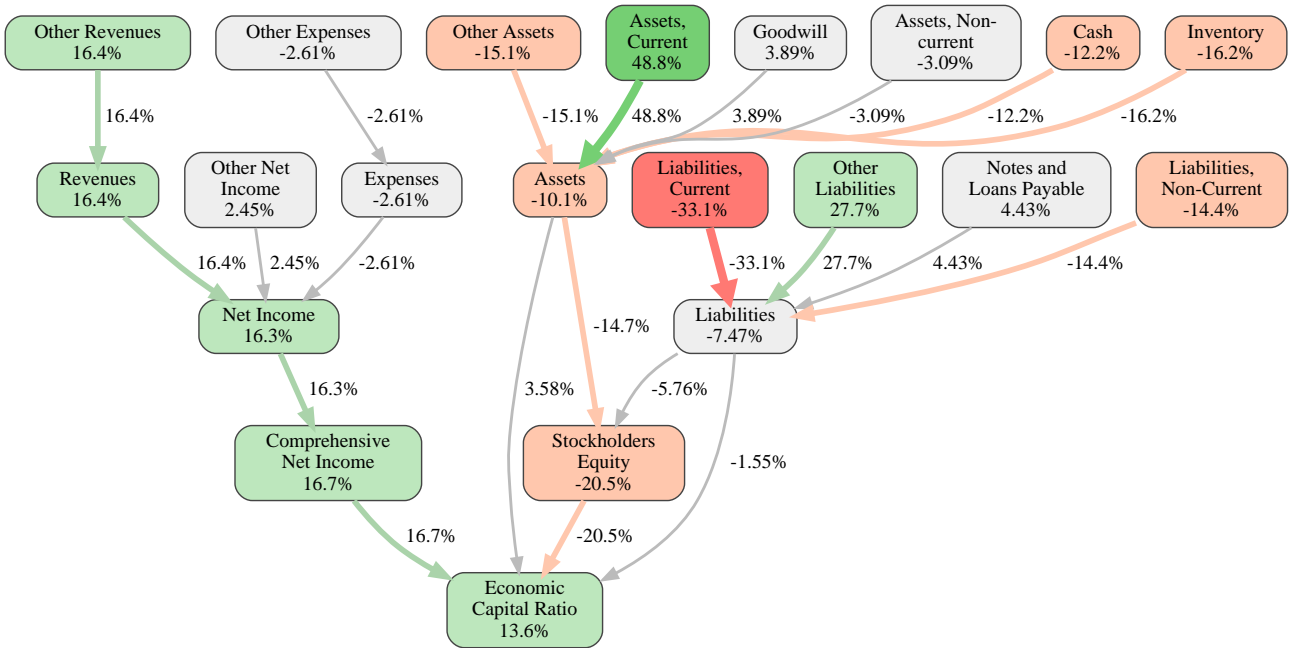 Other Revenues
16.4%
Other Expenses
-2.61%
Other Assets
-15.1%
Assets,
Current
48.8%
Goodwill
3.89%
Assets, Non-
current
-3.09%
Cash
-12.2%
Inventory
-16.2%
16.4%
-2.61%
-15.1%
48.8%
3.89%
-3.09%
-12.2%
-16.2%
Revenues
16.4%
Other Net
Income
2.45%
Expenses
-2.61%
Assets
-10.1%
Liabilities,
Current
-33.1%
Other
Liabilities
27.7%
Notes and
Loans Payable
4.43%
Liabilities,
Non-Current
-14.4%
16.4%
2.45%
-2.61%
-33.1%
27.7%
4.43%
-14.4%
Net Income
16.3%
-14.7%
Liabilities
-7.47%
16.3%
3.58%
-5.76%
Comprehensive
Net Income
16.7%
Stockholders
Equity
-20.5%
-1.55%
16.7%
-20.5%
Economic
Capital Ratio
13.6%